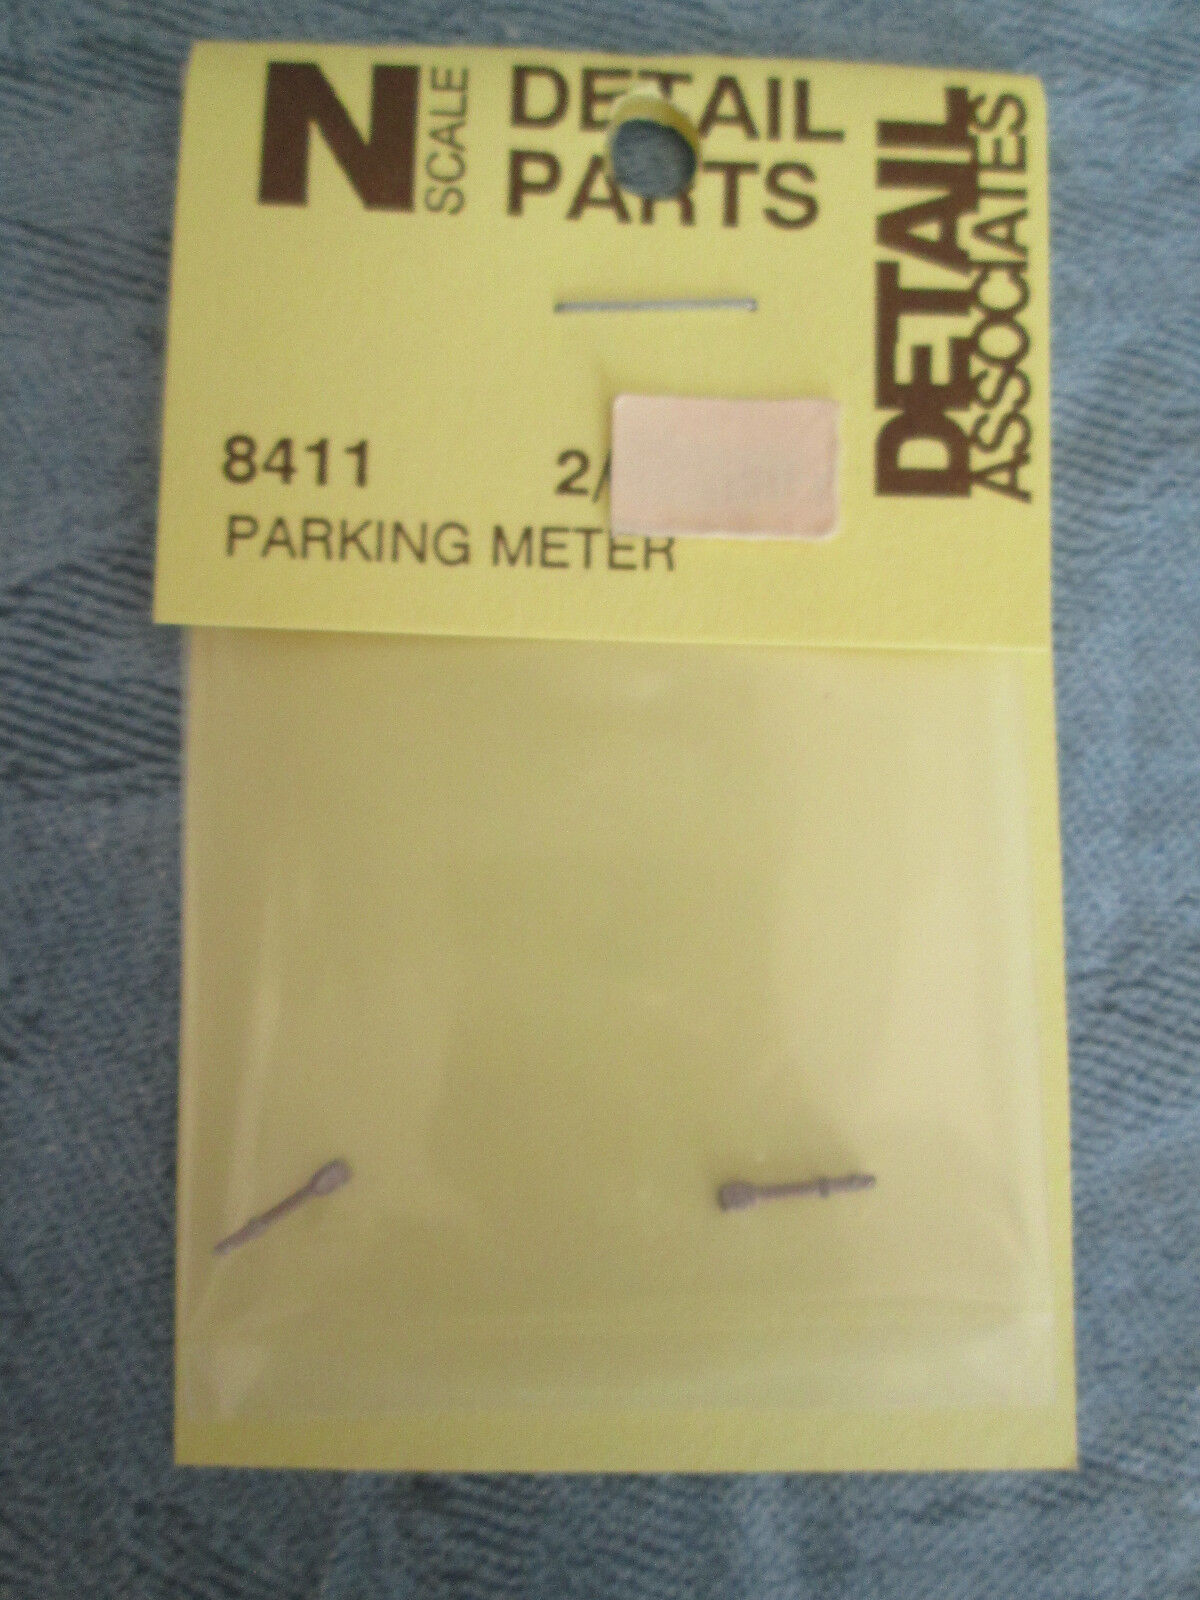 N SCALE
DETAIL
PARTS
DETAIL
ASSOCIATES
8411 2/
PARKING METER